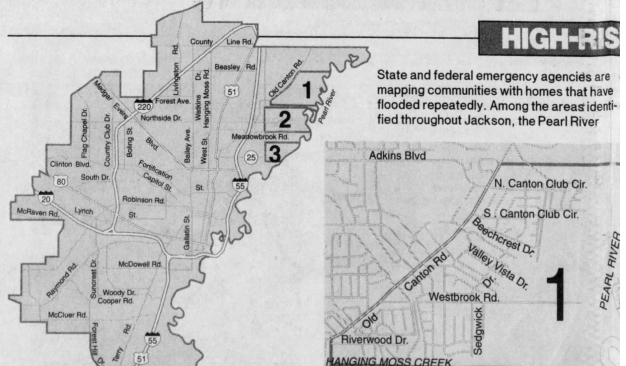 HIGH-RIS
State and federal emergency agencies are
mapping communities with homes that have
flooded repeatedly. Among the areas identi-
fied throughout Jackson, the Pearl River
County Line Rd.
Livingston Rd.
Beasley Rd.
Old Canton Rd.
Watkins Dr.
Hanging Moss Rd.
51
1
Pearl River
Medgar Evers Blvd.
220
Forest Ave.
Northside Dr.
2
Flag Chapel Dr.
Country Club Dr.
Boling St.
Bailey Ave.
West St.
Meadowbrook Rd.
3
25
Clinton Blvd.
Fortification St.
Capitol St.
South Dr.
80
55
20
Robinson Rd.
McRaven Rd.
Lynch St.
Gallatin St.
McDowell Rd.
Raymond Rd.
Suncrest Dr.
Woody Dr.
Cooper Rd.
McCluer Rd.
Forest Hill
Terry Rd.
55
51
Adkins Blvd
N. Canton Club Cir.
S. Canton Club Cir.
Beechcrest Dr.
Valley Vista Dr.
Old Canton Rd.
1
PEARL RIVER
Westbrook Rd.
Sedgwick Dr.
Riverwood Dr.
HANGING MOSS CREEK